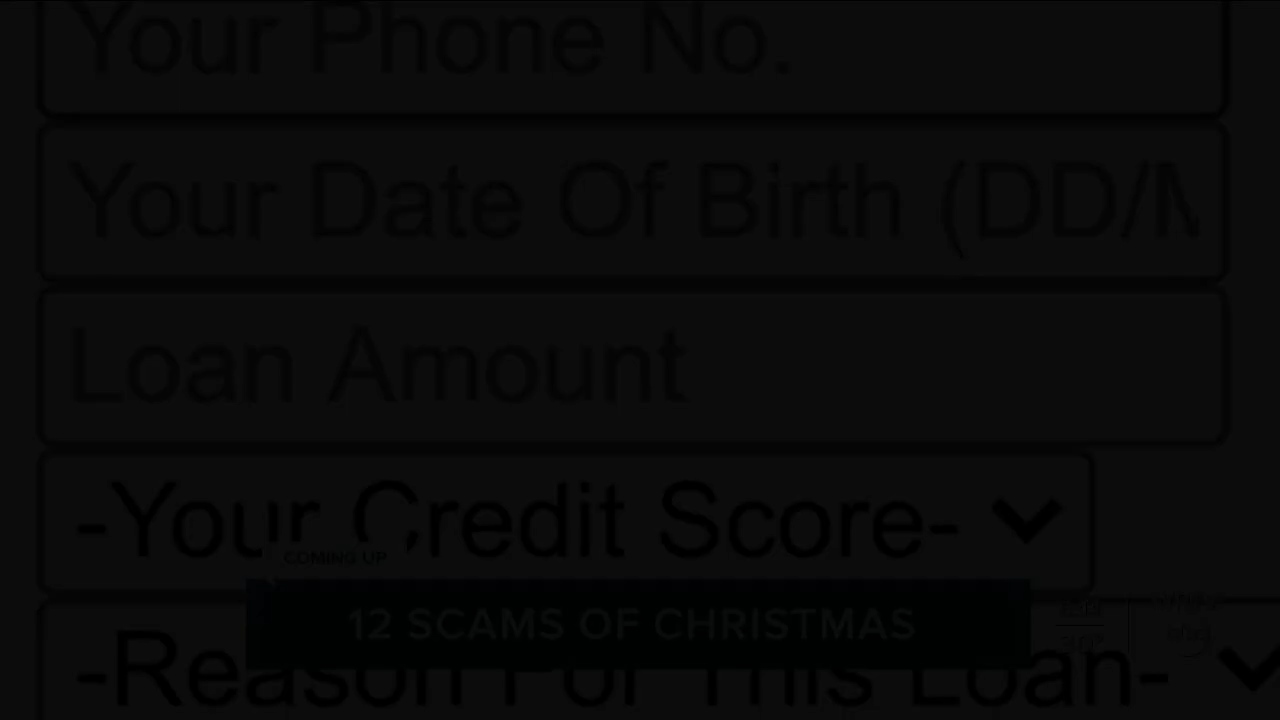 Your Phone No.
Your Date Of Birth (DD/M
Loan Amount
-Your Credit Score-
COMING UP
12 SCAMS OF CHRISTMAS
30°
-Reason For This Loan-